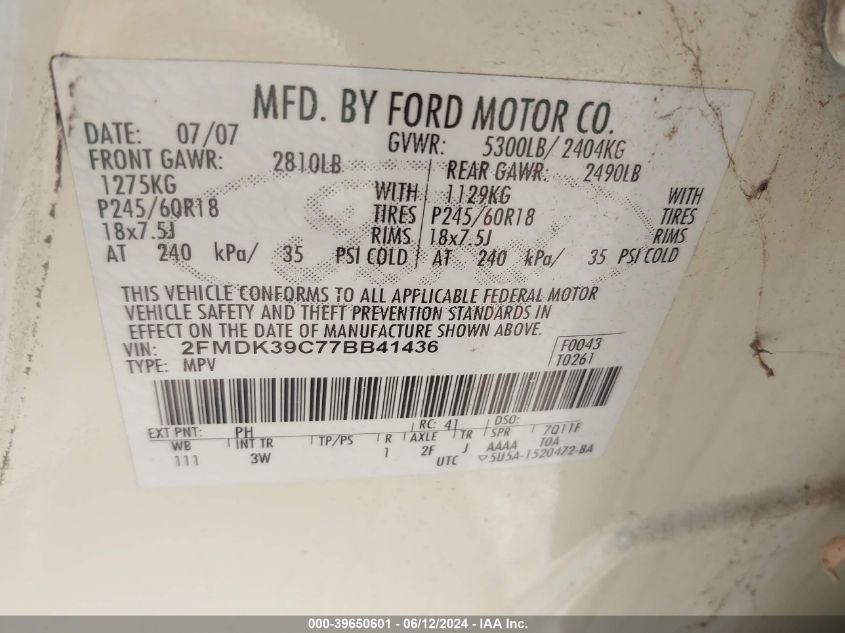 MFD. BY FORD MOTOR CO.
DATE: 07/07 GVWR: 5300LB/ 2404KG
FRONT GAWR: 2810LB REAR GAWR: 2490LB
1275KG WITH 1129KG WITH
P245/60R18 TIRES P245/60R18 TIRES
18x7.5J RIMS 18x7.5J RIMS
AT 240 kPa/ 35 PSI COLD AT 240 kPa/ 35 PSI COLD
THIS VEHICLE CONFORMS TO ALL APPLICABLE FEDERAL MOTOR
VEHICLE SAFETY AND THEFT PREVENTION STANDARDS IN
EFFECT ON THE DATE OF MANUFACTURE SHOWN ABOVE.
VIN: 2FMDK39C77BB41436 F0043
TYPE: MPV T0261
EXT PNT: PH RC: 41 DSO:
WB INT TR TP/PS R AXLE TR SPR 7Q11F
111 3W 1 2F J AAAA T0A
UTC 5U5A-1520472-BA
000-39650601 - 06/12/2024 - IAA Inc.